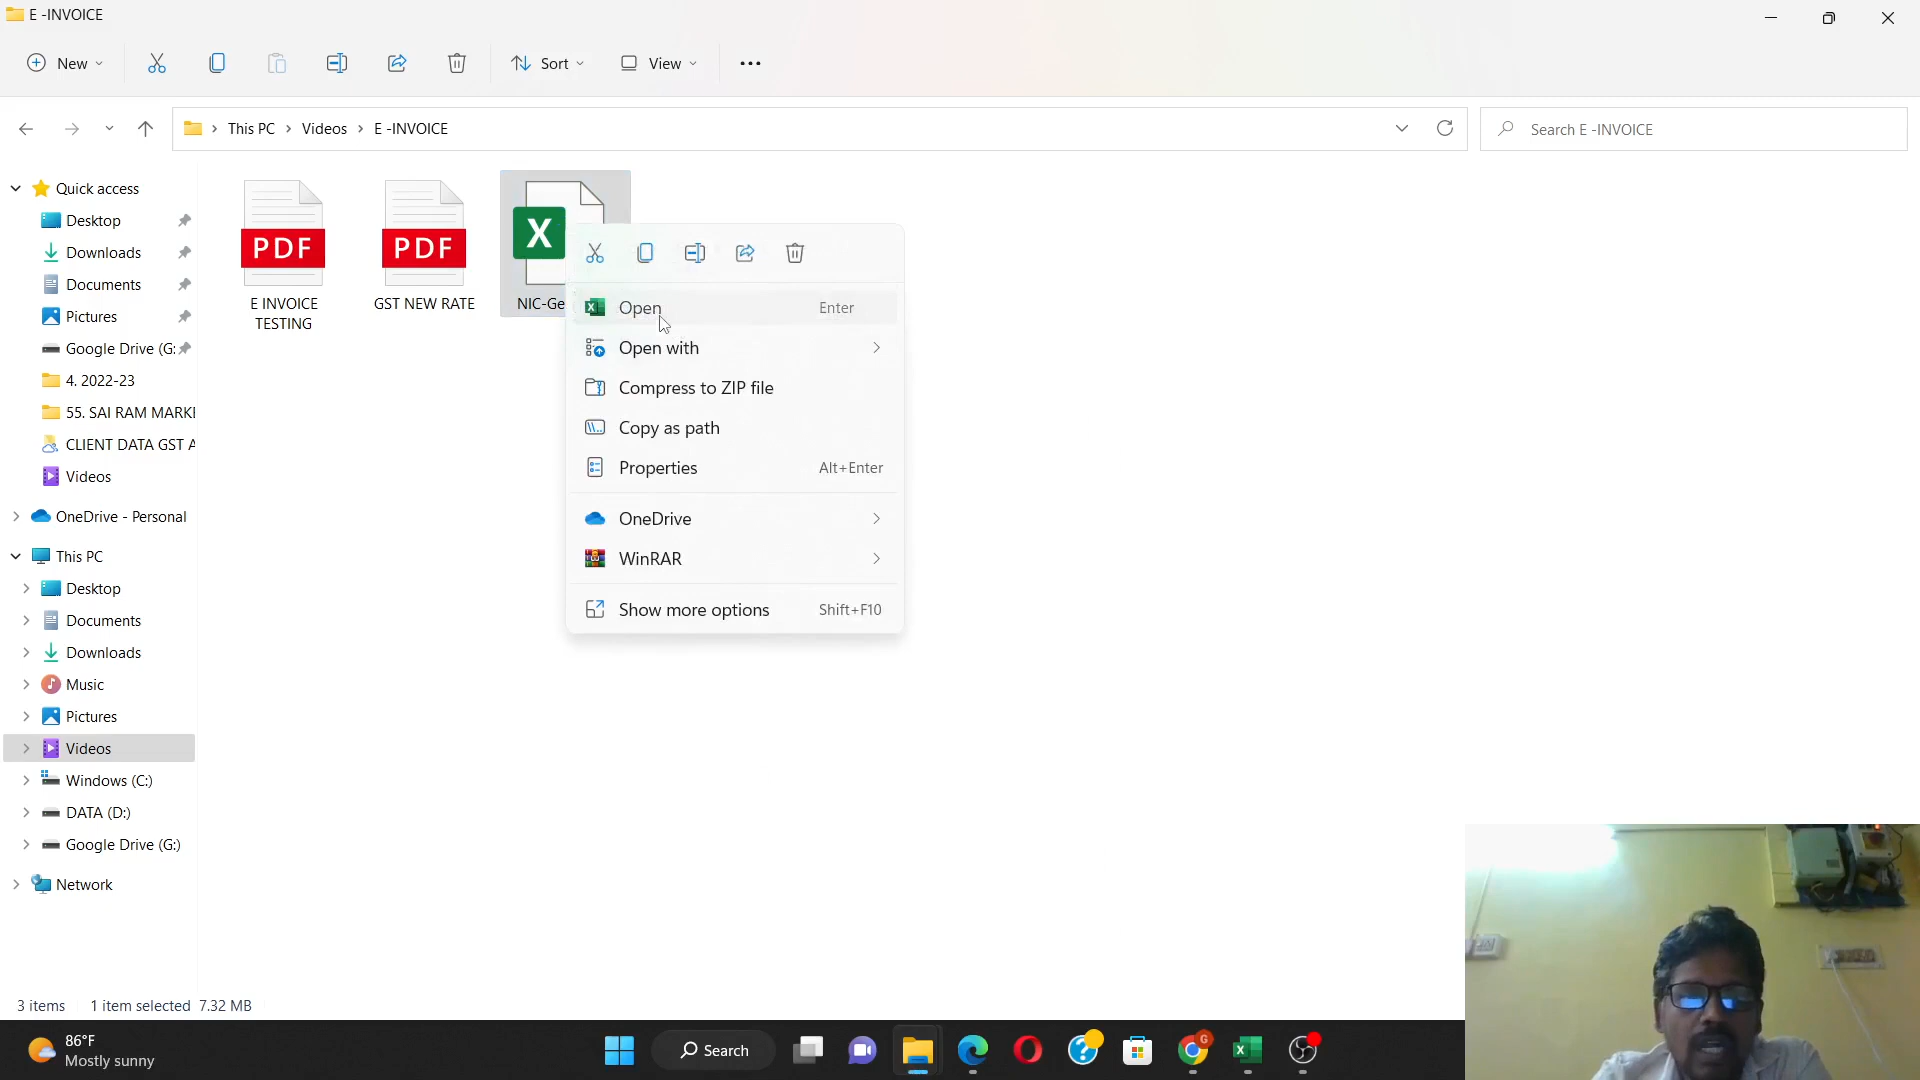 E -INVOICE
New
Sort
View
This PC
Videos
E -INVOICE
Search E -INVOICE
Quick access
Desktop
Downloads
Documents
Pictures
Google Drive (G:
4. 2022-23
55. SAI RAM MARKE
CLIENT DATA GST A
Videos
OneDrive - Personal
This PC
Desktop
Documents
Downloads
Music
Pictures
Videos
Windows (C:)
DATA (D:)
Google Drive (G:)
Network
PDF
E INVOICE
TESTING
PDF
GST NEW RATE
X
NIC-Ge
Open Enter
Open with
Compress to ZIP file
Copy as path
Properties Alt+Enter
OneDrive
WinRAR
Show more options Shift+F10
3 items 1 item selected 7.32 MB
86°F
Mostly sunny
Search
G